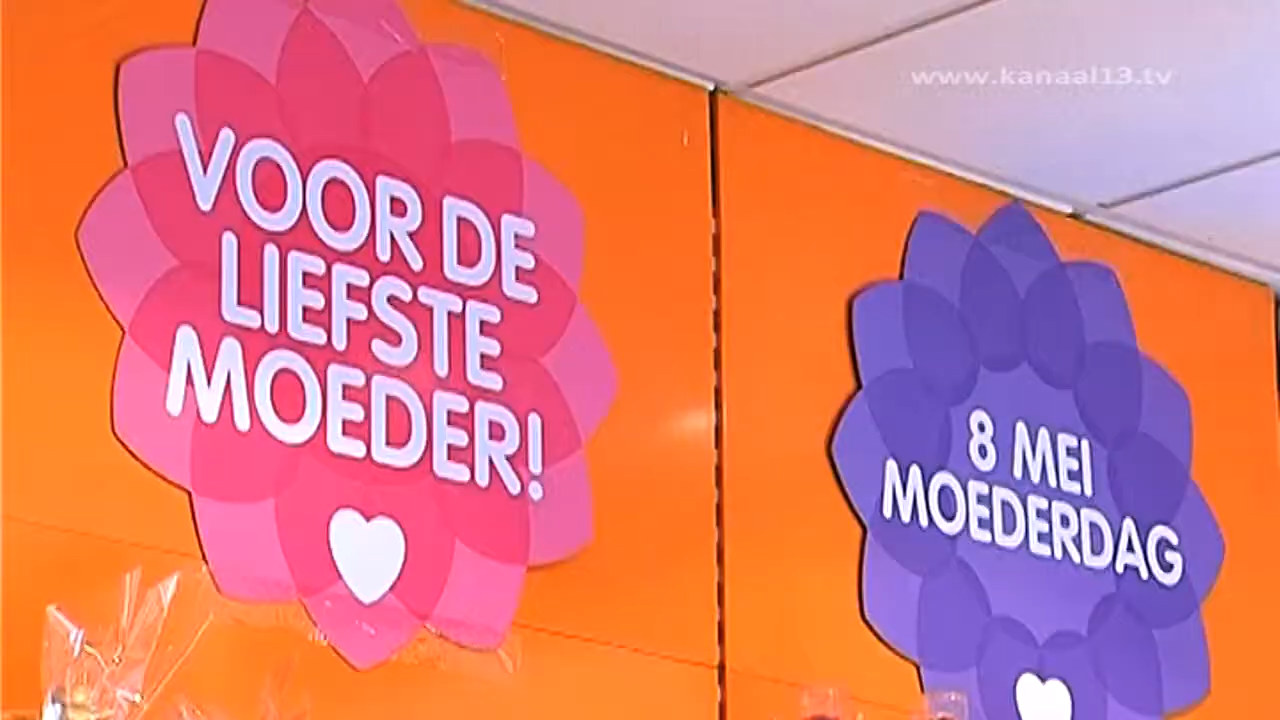 www.kanaal13.tv
VOOR DE
LIEFSTE
MOEDER!
8 MEI
MOEDERDAG